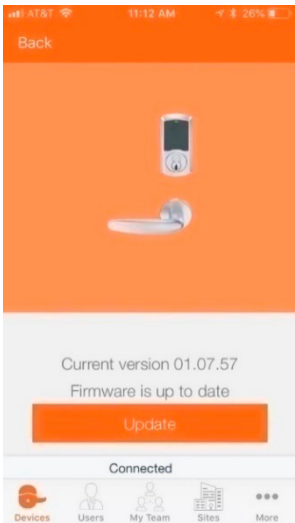 AT&T 11:12 AM 26%
Back
Current version 01.07.57
Firmware is up to date
Update
Connected
Devices Users My Team Sites More